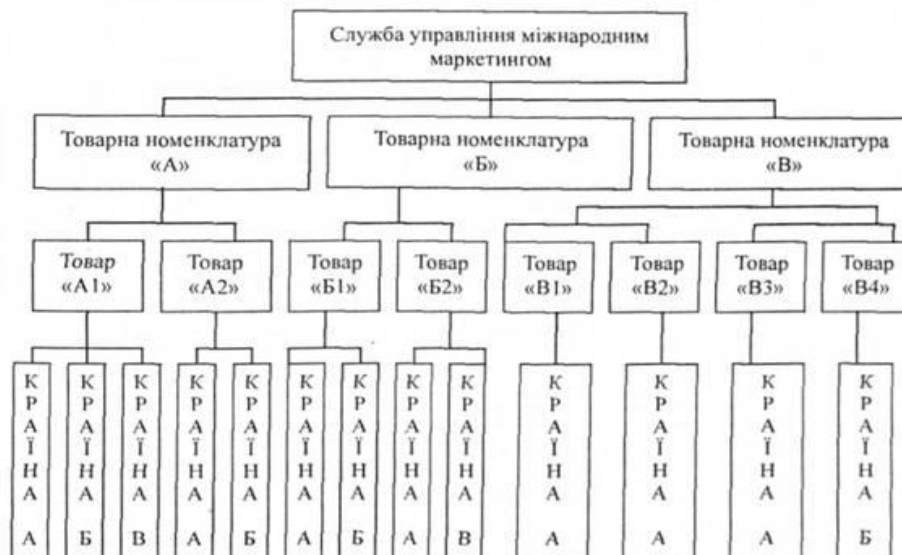 Служба управління міжнародним
маркетингом
Товарна номенклатура
«А»
Товарна номенклатура
«Б»
Товарна номенклатура
«В»
Товар
«А1»
Товар
«А2»
Товар
«Б1»
Товар
«Б2»
Товар
«В1»
Товар
«В2»
Товар
«В3»
Товар
«В4»
КРАЇНА А
КРАЇНА Б
КРАЇНА В
КРАЇНА А
КРАЇНА Б
КРАЇНА А
КРАЇНА Б
КРАЇНА А
КРАЇНА В
КРАЇНА А
КРАЇНА А
КРАЇНА А
КРАЇНА Б